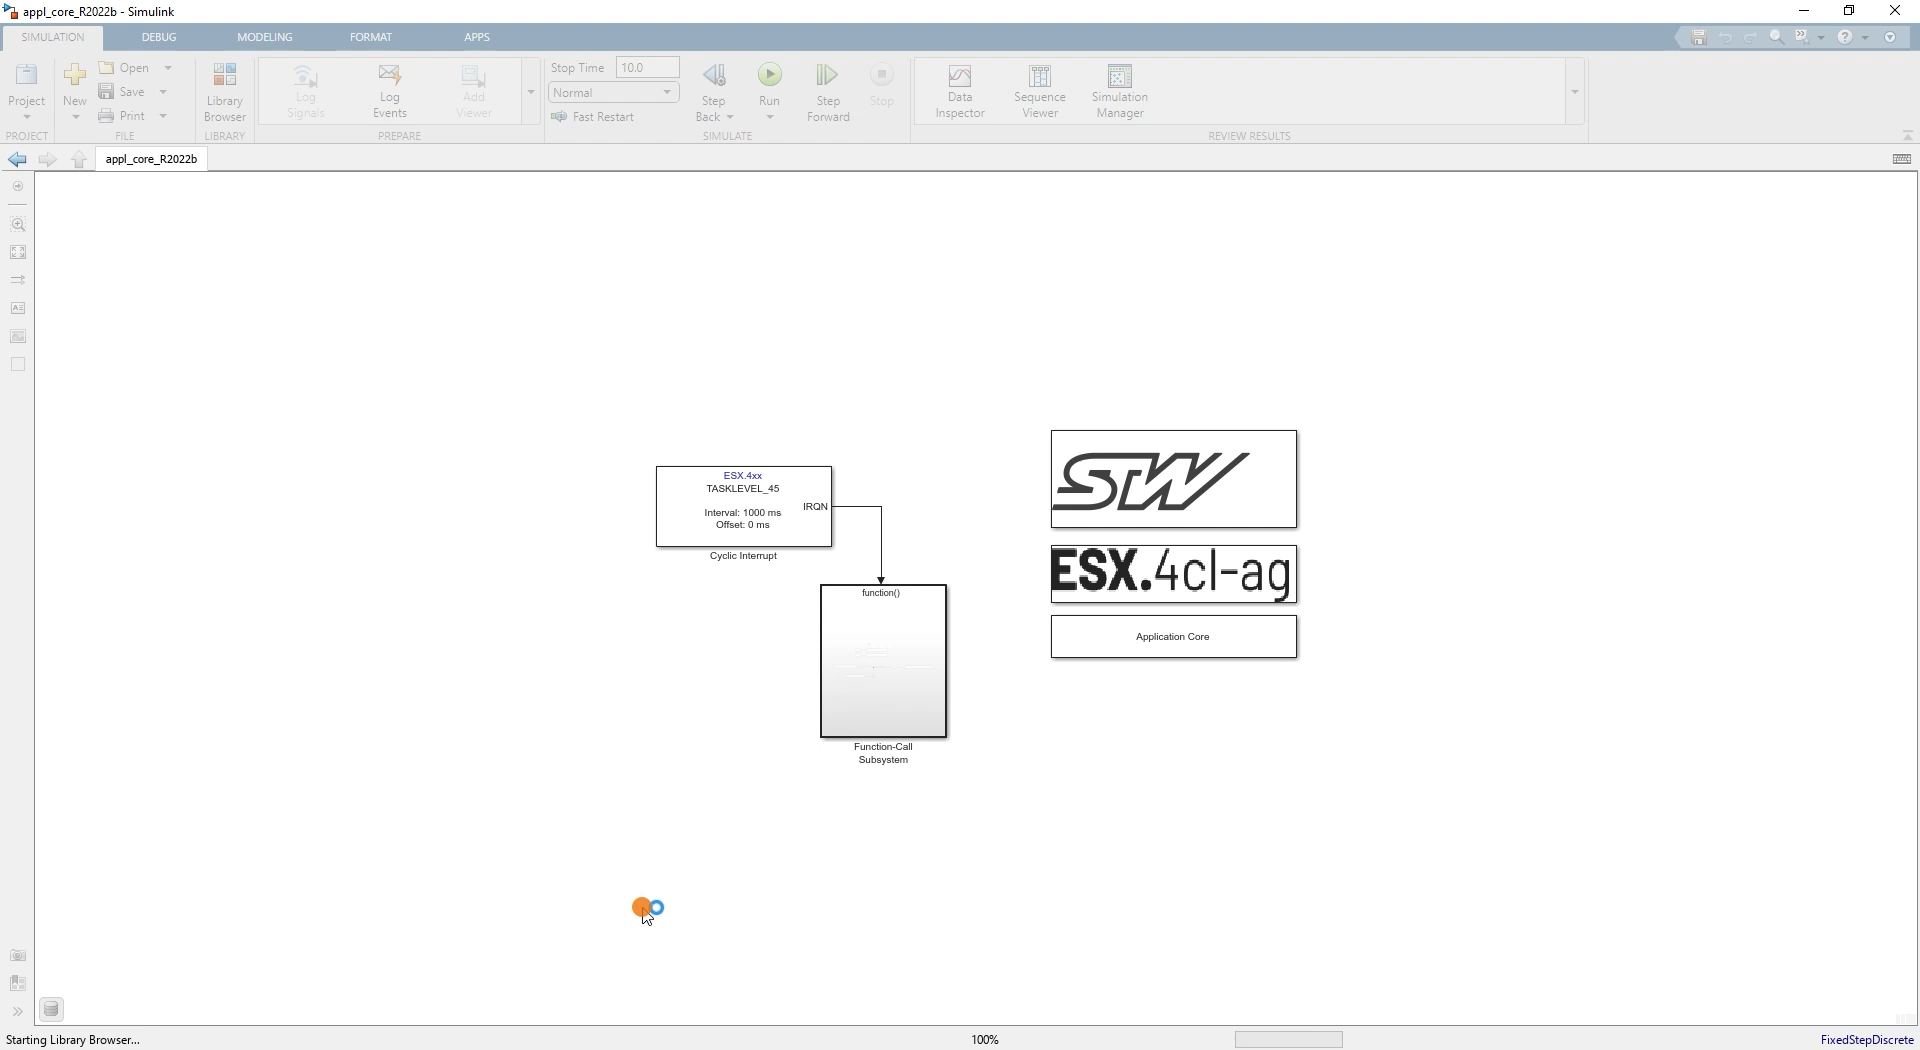 appl_core_R2022b - Simulink
SIMULATION
DEBUG
MODELING
FORMAT
APPS
Project
New
Open
Save
Print
Library
Browser
Log
Signals
Log
Events
Add
Viewer
Stop Time
10.0
Normal
Fast Restart
Step
Back
Run
Step
Forward
Stop
Data
Inspector
Sequence
Viewer
Simulation
Manager
PROJECT
FILE
LIBRARY
PREPARE
SIMULATE
REVIEW RESULTS
appl_core_R2022b
ESX.4xx
TASKLEVEL_45
Interval: 1000 ms
Offset: 0 ms
IRQN
Cyclic Interrupt
function()
Function-Call
Subsystem
STW
ESX.4cl-ag
Application Core
Starting Library Browser...
100%
FixedStepDiscrete